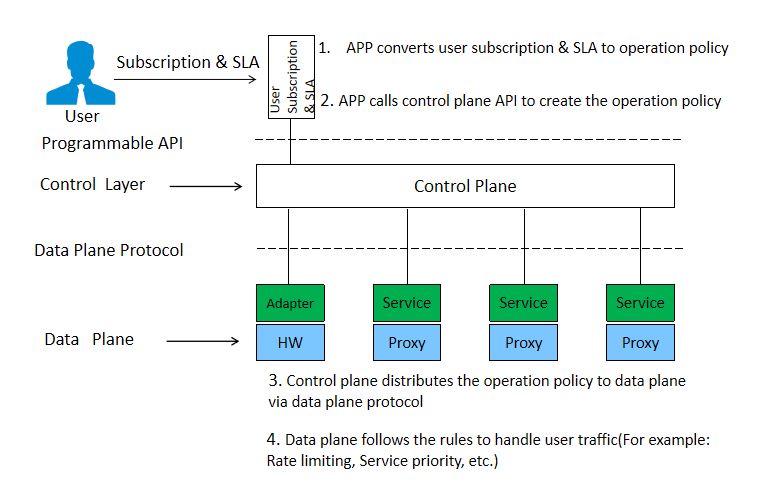 Subscription & SLA
User
User Subscription & SLA
1. APP converts user subscription & SLA to operation policy
2. APP calls control plane API to create the operation policy
Programmable API
Control Layer
Control Plane
Data Plane Protocol
Adapter
Service
Service
Service
Data Plane
HW
Proxy
Proxy
Proxy
3. Control plane distributes the operation policy to data plane
via data plane protocol
4. Data plane follows the rules to handle user traffic(For example:
Rate limiting, Service priority, etc.)